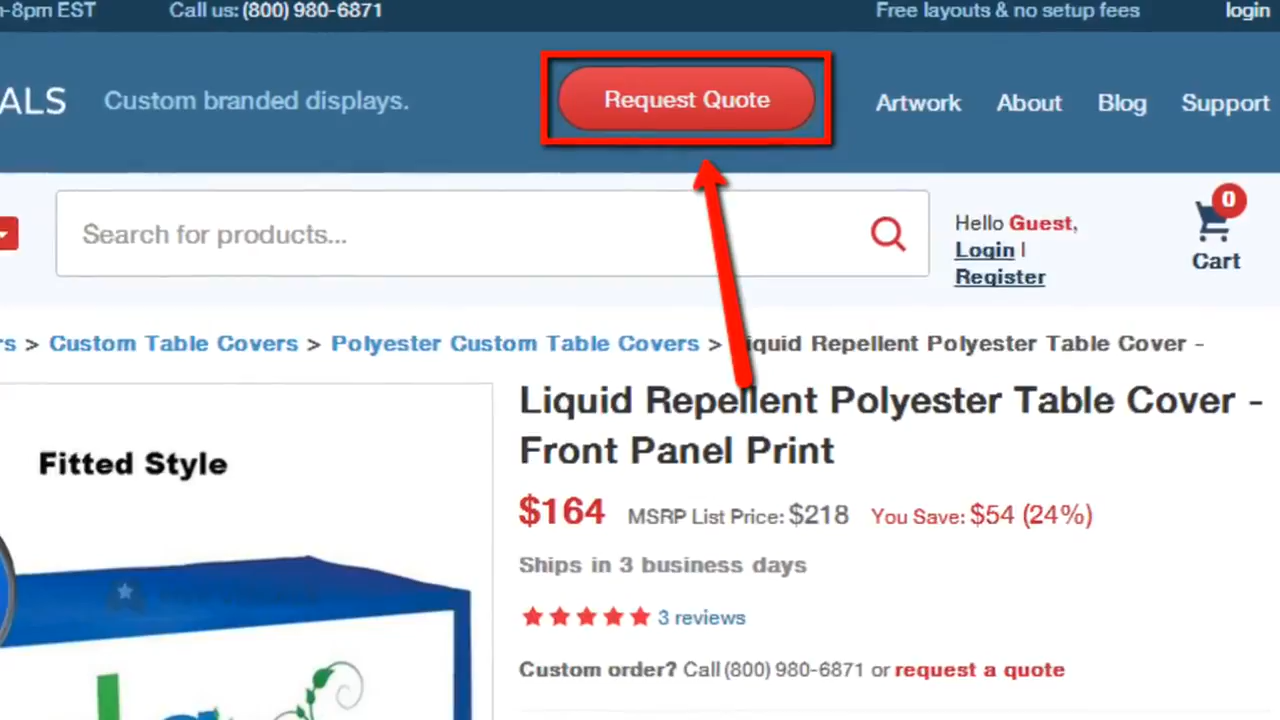 -8pm EST Call us: (800) 980-6871 Free layouts & no setup fees login
ALS Custom branded displays. Request Quote Artwork About Blog Support
Search for products... Hello Guest, 0
Login |
Register Cart
s > Custom Table Covers > Polyester Custom Table Covers > Liquid Repellent Polyester Table Cover -
Liquid Repellent Polyester Table Cover -
Front Panel Print
Fitted Style
$164 MSRP List Price: $218 You Save: $54 (24%)
Ships in 3 business days
3 reviews
Custom order? Call (800) 980-6871 or request a quote